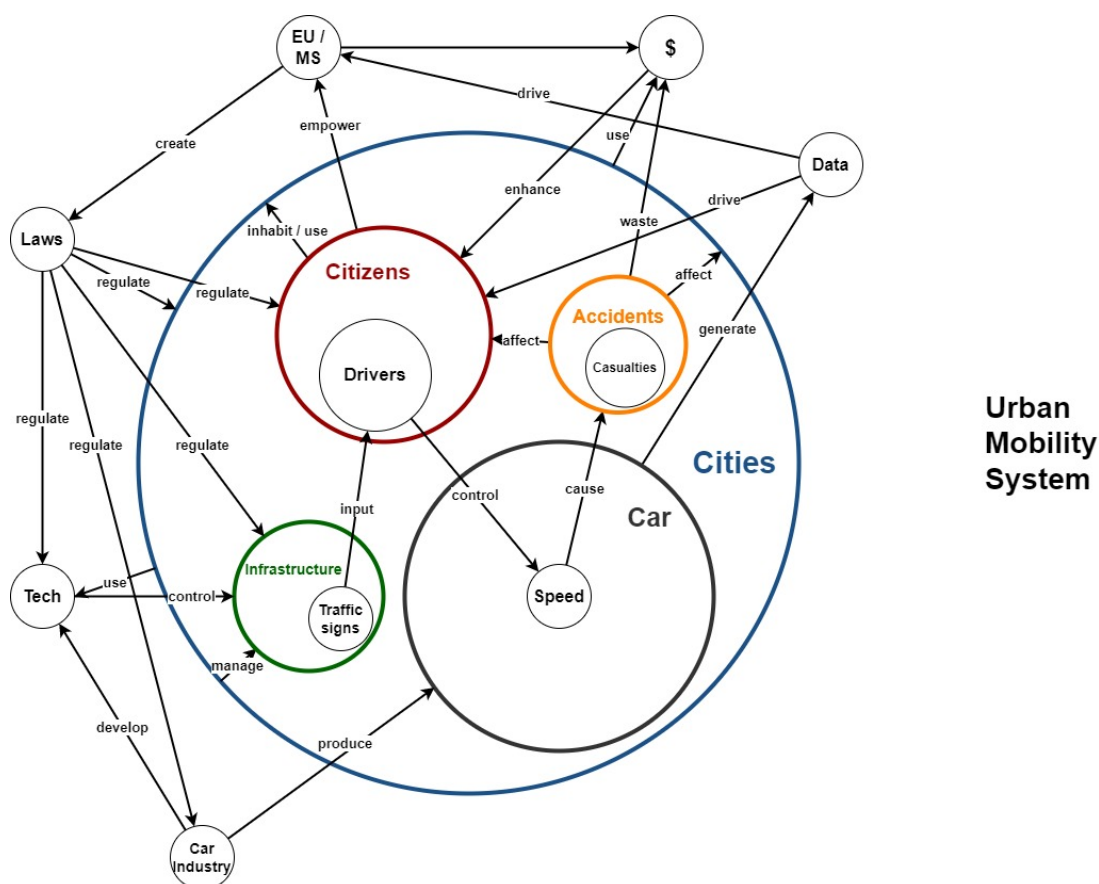 EU /
MS
$
drive
empower
use
create
Data
enhance
drive
waste
Laws
inhabit / use
Citizens
affect
regulate
regulate
Accidents
generate
affect
Casualties
Drivers
Urban
Mobility
System
regulate
regulate
regulate
Cities
control
cause
input
Car
Infrastructure
use
Tech
control
Traffic
signs
Speed
manage
develop
produce
Car
Industry